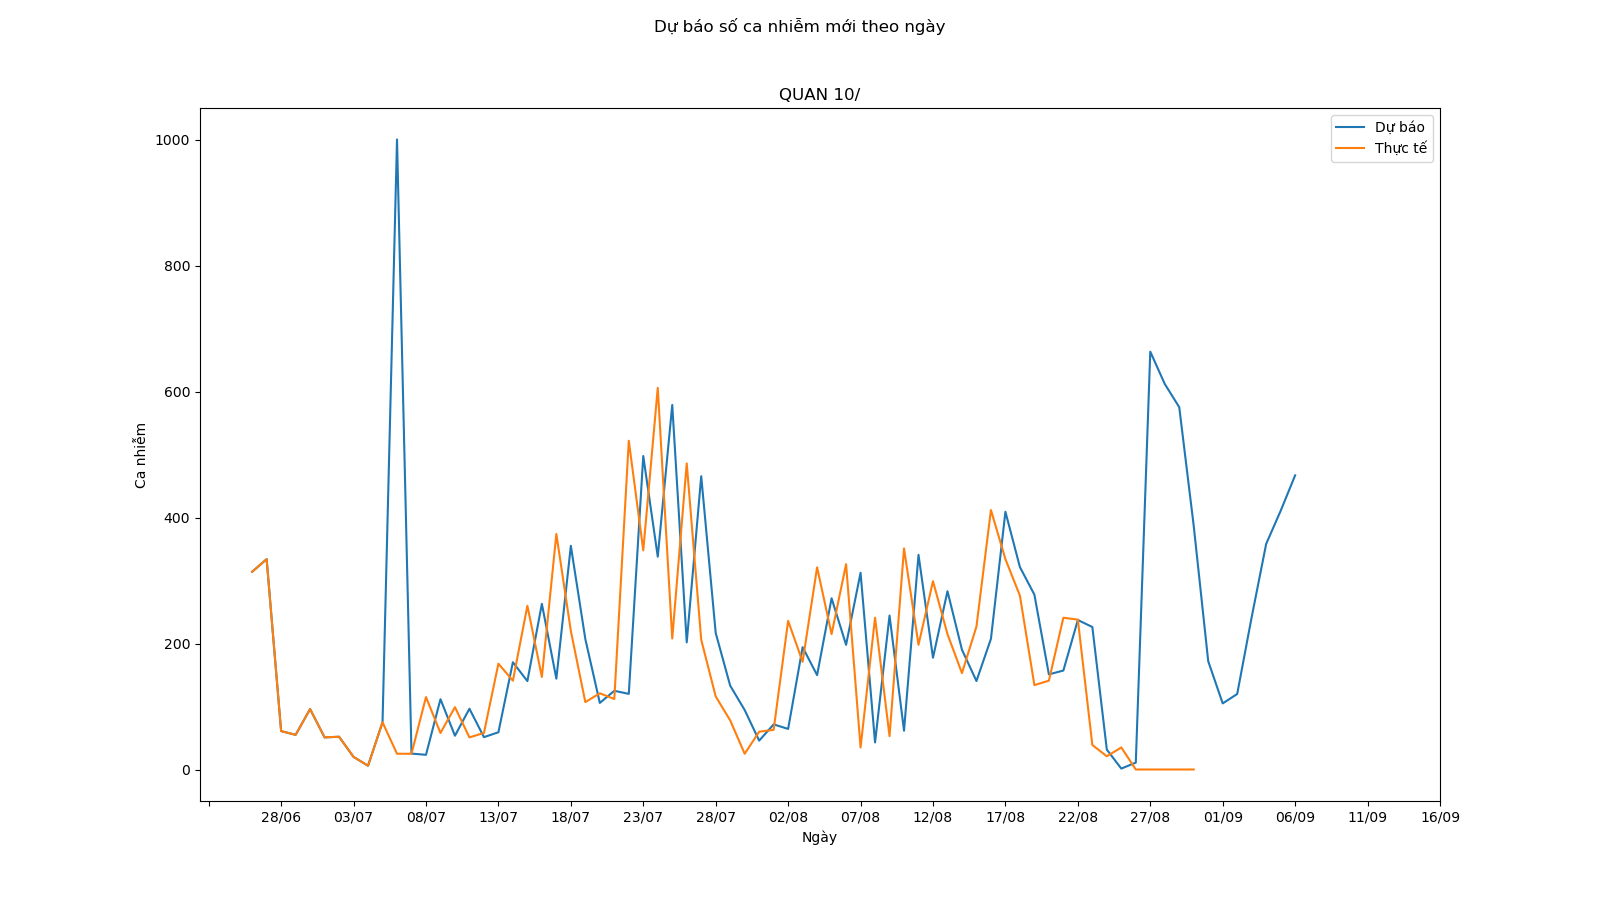 Dự báo số ca nhiễm mới theo ngày
QUAN 10/
Dự báo
Thực tế
1000
800
600
400
200
0
Ca nhiễm
28/06 03/07 08/07 13/07 18/07 23/07 28/07 02/08 07/08 12/08 17/08 22/08 27/08 01/09 06/09 11/09 16/09
Ngày